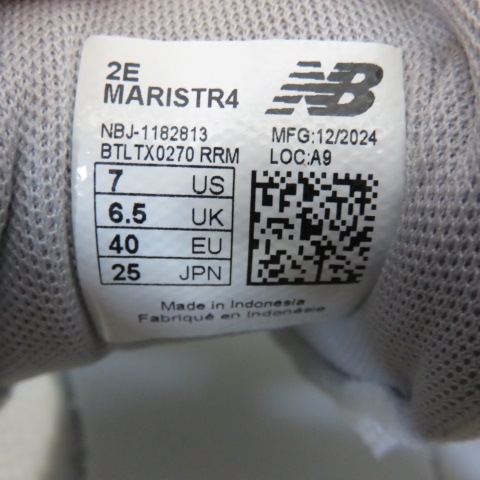 2E
MARISTR4
NB
NBJ-1182813
MFG:12/2024
BTLTX0270 RRM
LOC:A9
7 US
6.5 UK
40 EU
25 JPN
Made in Indonesia
Fabriqué en Indonésie